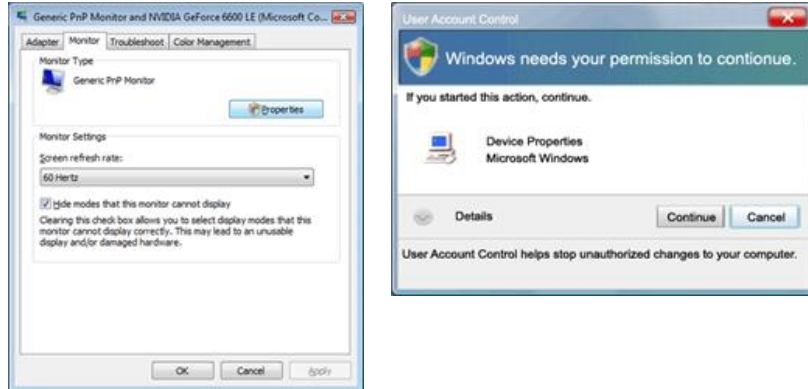 Generic PnP Monitor and NVIDIA GeForce 6600 LE (Microsoft Co...
Adapter Monitor Troubleshoot Color Management
Monitor Type
Generic PnP Monitor
Properties
Monitor Settings
Screen refresh rate:
60 Hertz
Hide modes that this monitor cannot display
Clearing this check box allows you to select display modes that this
monitor cannot display correctly. This may lead to an unusable
display and/or damaged hardware.
OK Cancel Apply
User Account Control
Windows needs your permission to contionue.
If you started this action, continue.
Device Properties
Microsoft Windows
Details Continue Cancel
User Account Control helps stop unauthorized changes to your computer.